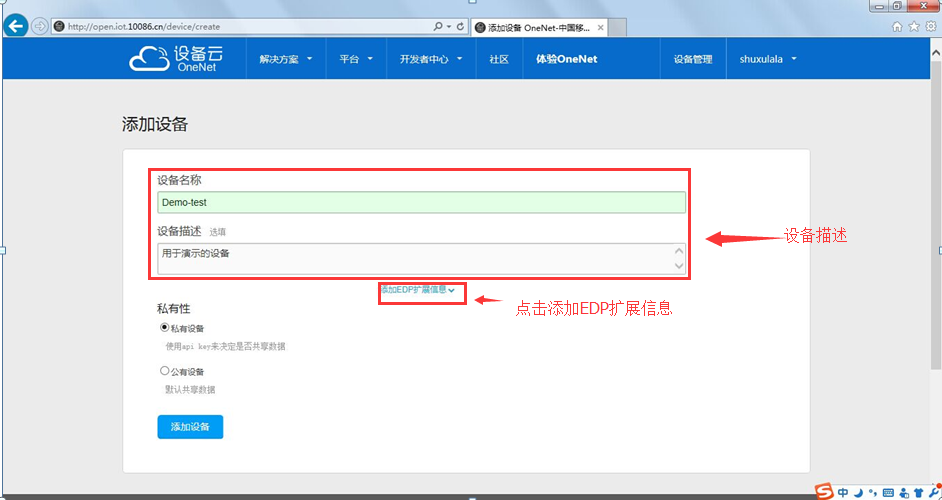 http://open.iot.10086.cn/device/create
添加设备 OneNet-中国移...
设备云
OneNet
解决方案
平台
开发者中心
社区
体验OneNet
设备管理
shuxulala
添加设备
设备名称
Demo-test
设备描述 选填
用于演示的设备
设备描述
添加EDP扩展信息
点击添加EDP扩展信息
私有性
私有设备
使用api key来决定是否共享数据
公有设备
默认共享数据
添加设备
S 中